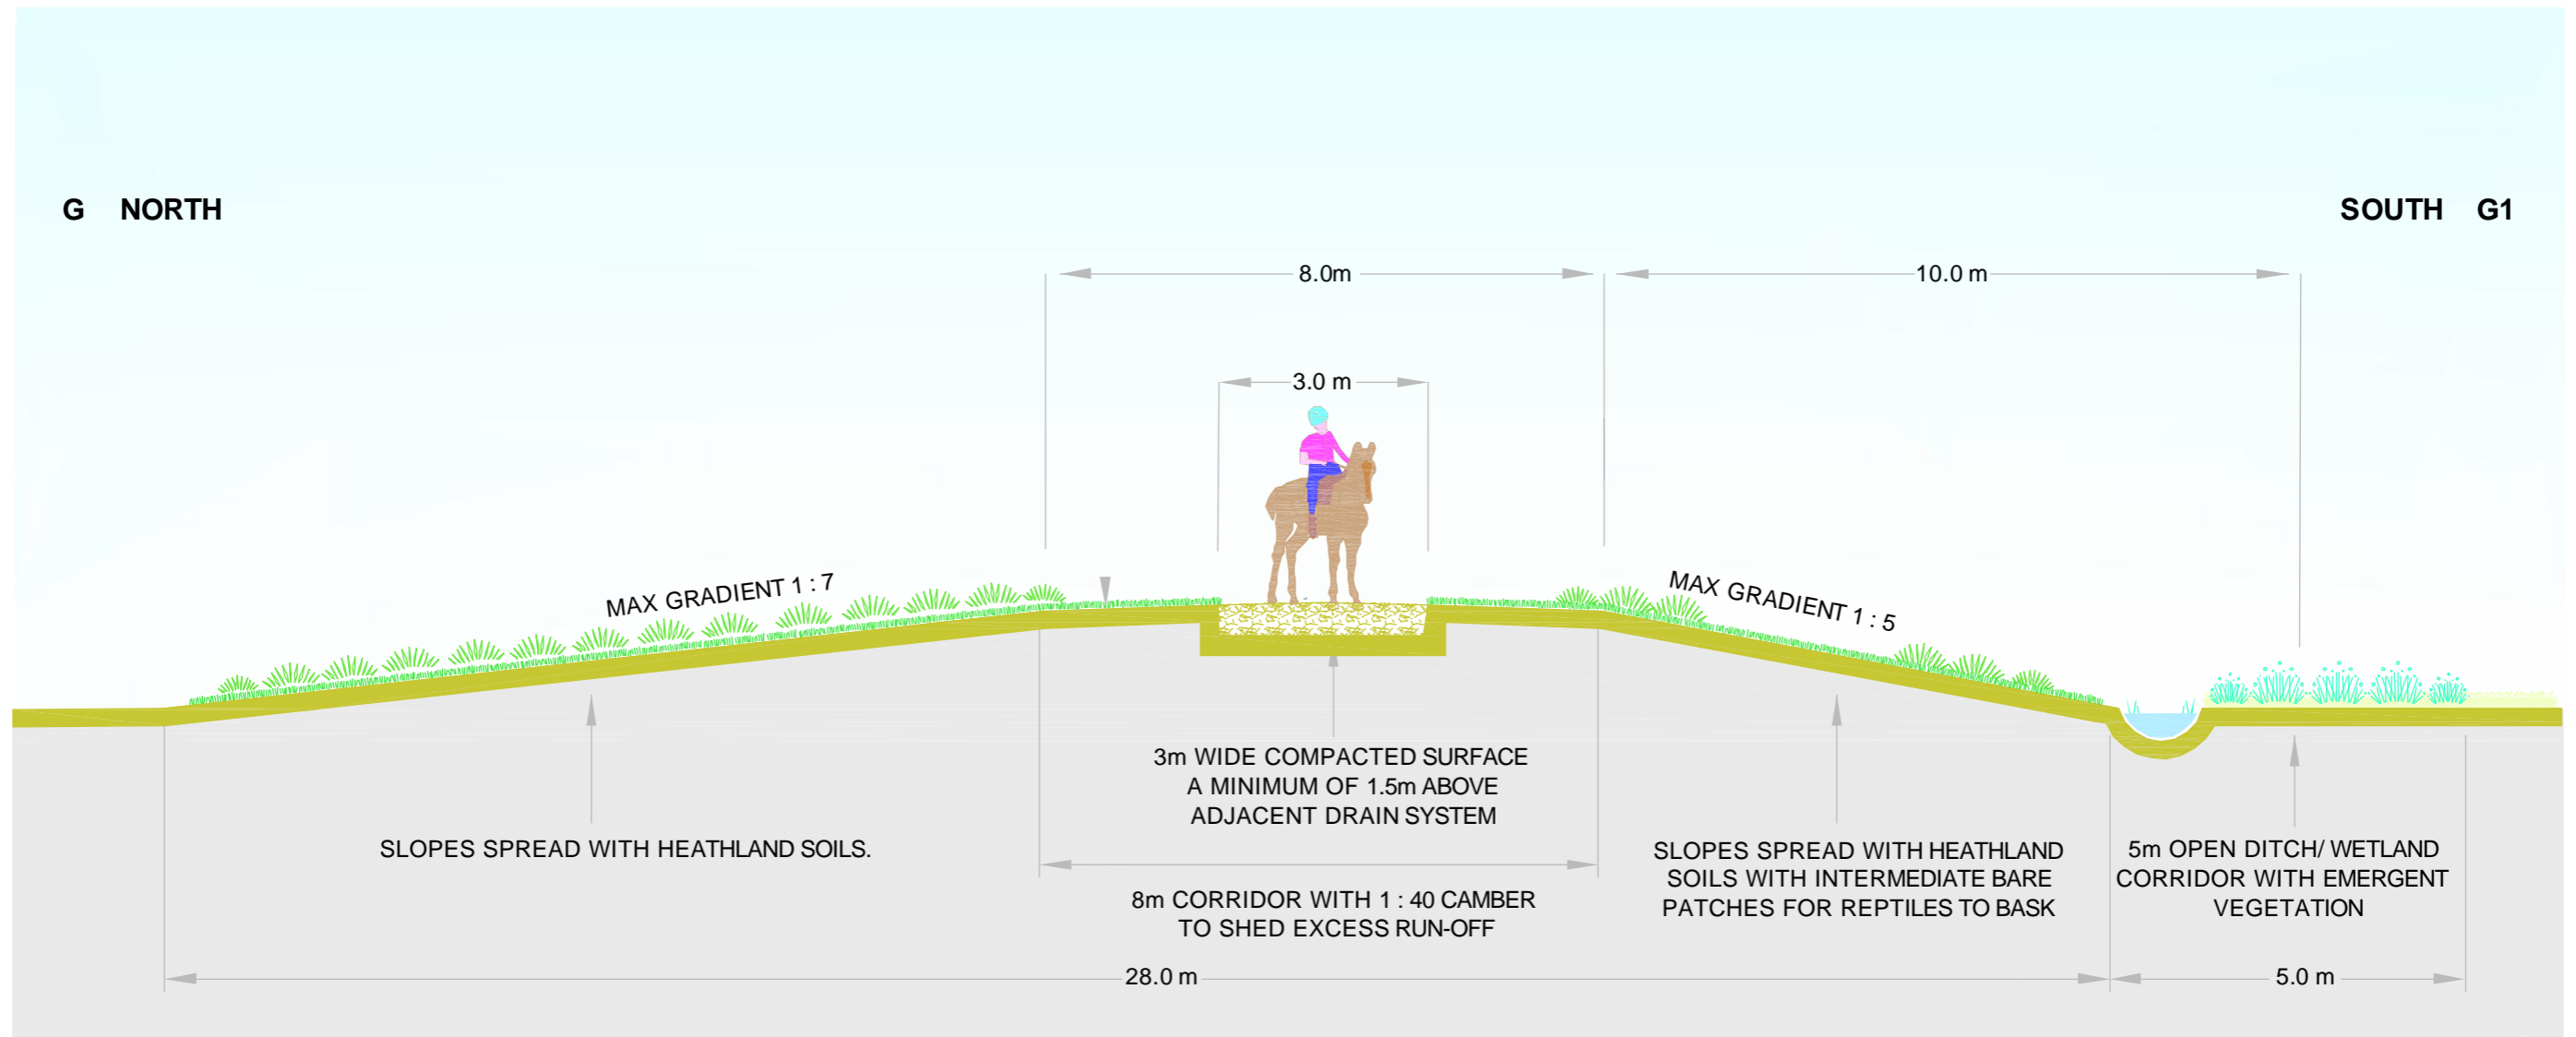 G NORTH
SOUTH G1
8.0m
10.0 m
3.0 m
MAX GRADIENT 1 : 7
MAX GRADIENT 1 : 5
3m WIDE COMPACTED SURFACE
A MINIMUM OF 1.5m ABOVE
ADJACENT DRAIN SYSTEM
SLOPES SPREAD WITH HEATHLAND SOILS.
8m CORRIDOR WITH 1 : 40 CAMBER
TO SHED EXCESS RUN-OFF
SLOPES SPREAD WITH HEATHLAND
SOILS WITH INTERMEDIATE BARE
PATCHES FOR REPTILES TO BASK
5m OPEN DITCH/ WETLAND
CORRIDOR WITH EMERGENT
VEGETATION
28.0 m
5.0 m